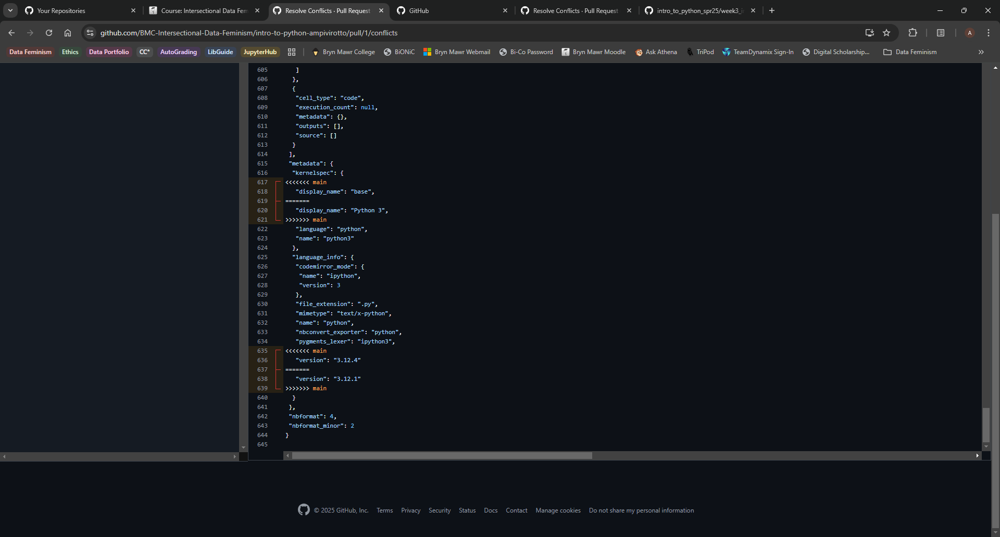 Your Repositories
Course: Intersectional Data Fem
Resolve Conflicts · Pull Request
GitHub
Resolve Conflicts · Pull Request
intro_to_python_spr25/week3_i
github.com/BMC-Intersectional-Data-Feminism/intro-to-python-ampivirotto/pull/1/conflicts
A
Data Feminism
Ethics
Data Portfolio
CC*
AutoGrading
LibGuide
JupyterHub
Bryn Mawr College
BiONiC
Bryn Mawr Webmail
Bi-Co Password
Bryn Mawr Moodle
Ask Athena
TriPod
TeamDynamix Sign-In
Digital Scholarship...
Data Feminism
»
605 ]
606 },
607 {
608 "cell_type": "code",
609 "execution_count": null,
610 "metadata": {},
611 "outputs": [],
612 "source": []
613 }
614 ],
615 "metadata": {
616 "kernelspec": {
617 <<<<<<< main
618 "display_name": "base",
619 =======
620 "display_name": "Python 3",
621 >>>>>>> main
622 "language": "python",
623 "name": "python3"
624 },
625 "language_info": {
626 "codemirror_mode": {
627 "name": "ipython",
628 "version": 3
629 },
630 "file_extension": ".py",
631 "mimetype": "text/x-python",
632 "name": "python",
633 "nbconvert_exporter": "python",
634 "pygments_lexer": "ipython3",
635 <<<<<<< main
636 "version": "3.12.4"
637 =======
638 "version": "3.12.1"
639 >>>>>>> main
640 }
641 },
642 "nbformat": 4,
643 "nbformat_minor": 2
644 }
645
© 2025 GitHub, Inc. Terms Privacy Security Status Docs Contact Manage cookies Do not share my personal information